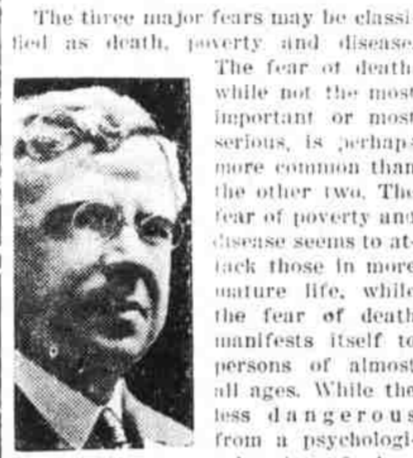 The three major fears may be classi-
fied as death, poverty and disease.
The fear of death
while not the most
important or most
serious, is perhaps
more common than
the other two. The
fear of poverty and
disease seems to at-
tack those in more
mature life, while
the fear of death
manifests itself to
persons of almost
all ages. While the
less dangerous
from a psychologi-